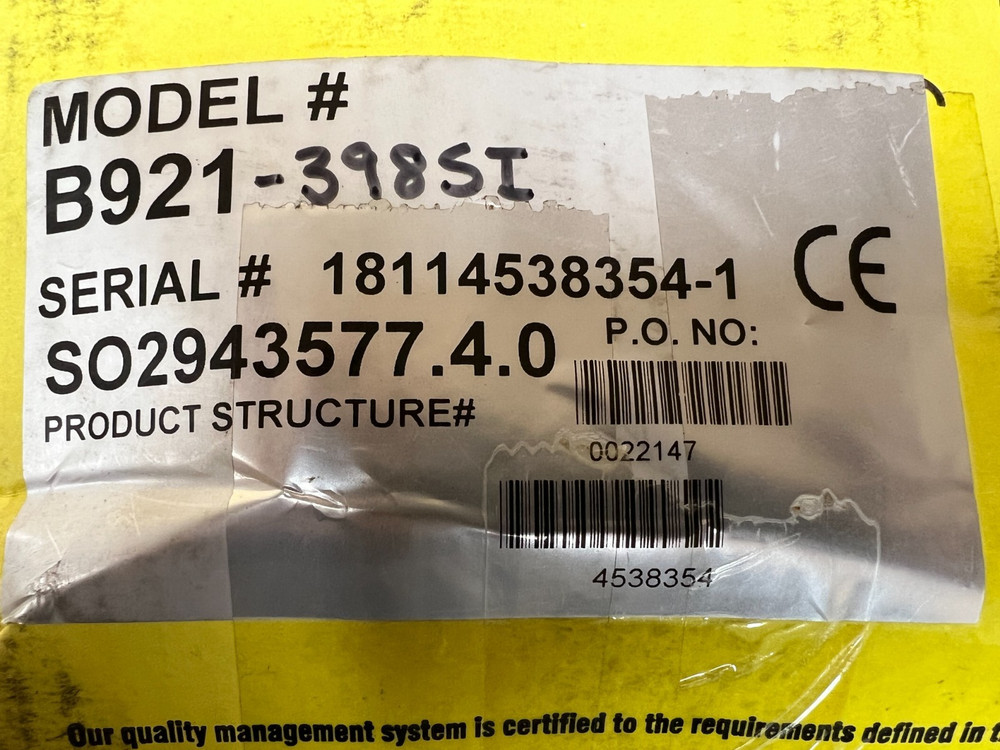 MODEL #
B921-398SI
SERIAL # 18114538354-1 CE
SO2943577.4.0 P.O. NO:
PRODUCT STRUCTURE#
0022147
4538354
Our quality management system is certified to the requirements defined in